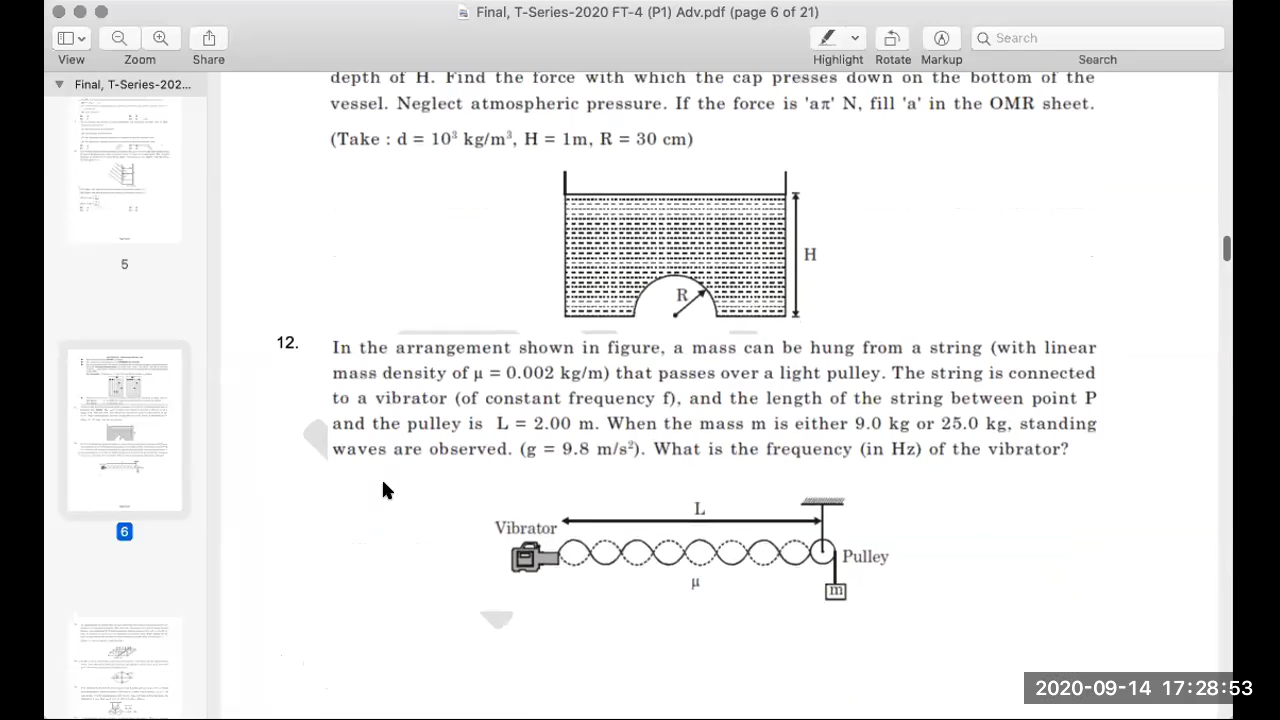 Final, T-Series-2020 FT-4 (P1) Adv.pdf (page 6 of 21)
View
Zoom
Share
Highlight
Rotate
Markup
Search
Search
Final, T-Series-202...
5
6
depth of H. Find the force with which the cap presses down on the bottom of the
vessel. Neglect atmospheric pressure. If the force is 'aπ' N, fill 'a' in the OMR sheet.
(Take : d = 10³ kg/m³, H = 1m, R = 30 cm)
H
R
12.
In the arrangement shown in figure, a mass can be hung from a string (with linear
mass density of μ = 0.002 kg/m) that passes over a light pulley. The string is connected
to a vibrator (of constant frequency f), and the length of the string between point P
and the pulley is L = 2.00 m. When the mass m is either 9.0 kg or 25.0 kg, standing
waves are observed. (g = 9.8 m/s²). What is the frequency (in Hz) of the vibrator?
L
Vibrator
Pulley
μ
m
2020-09-14 17:28:53